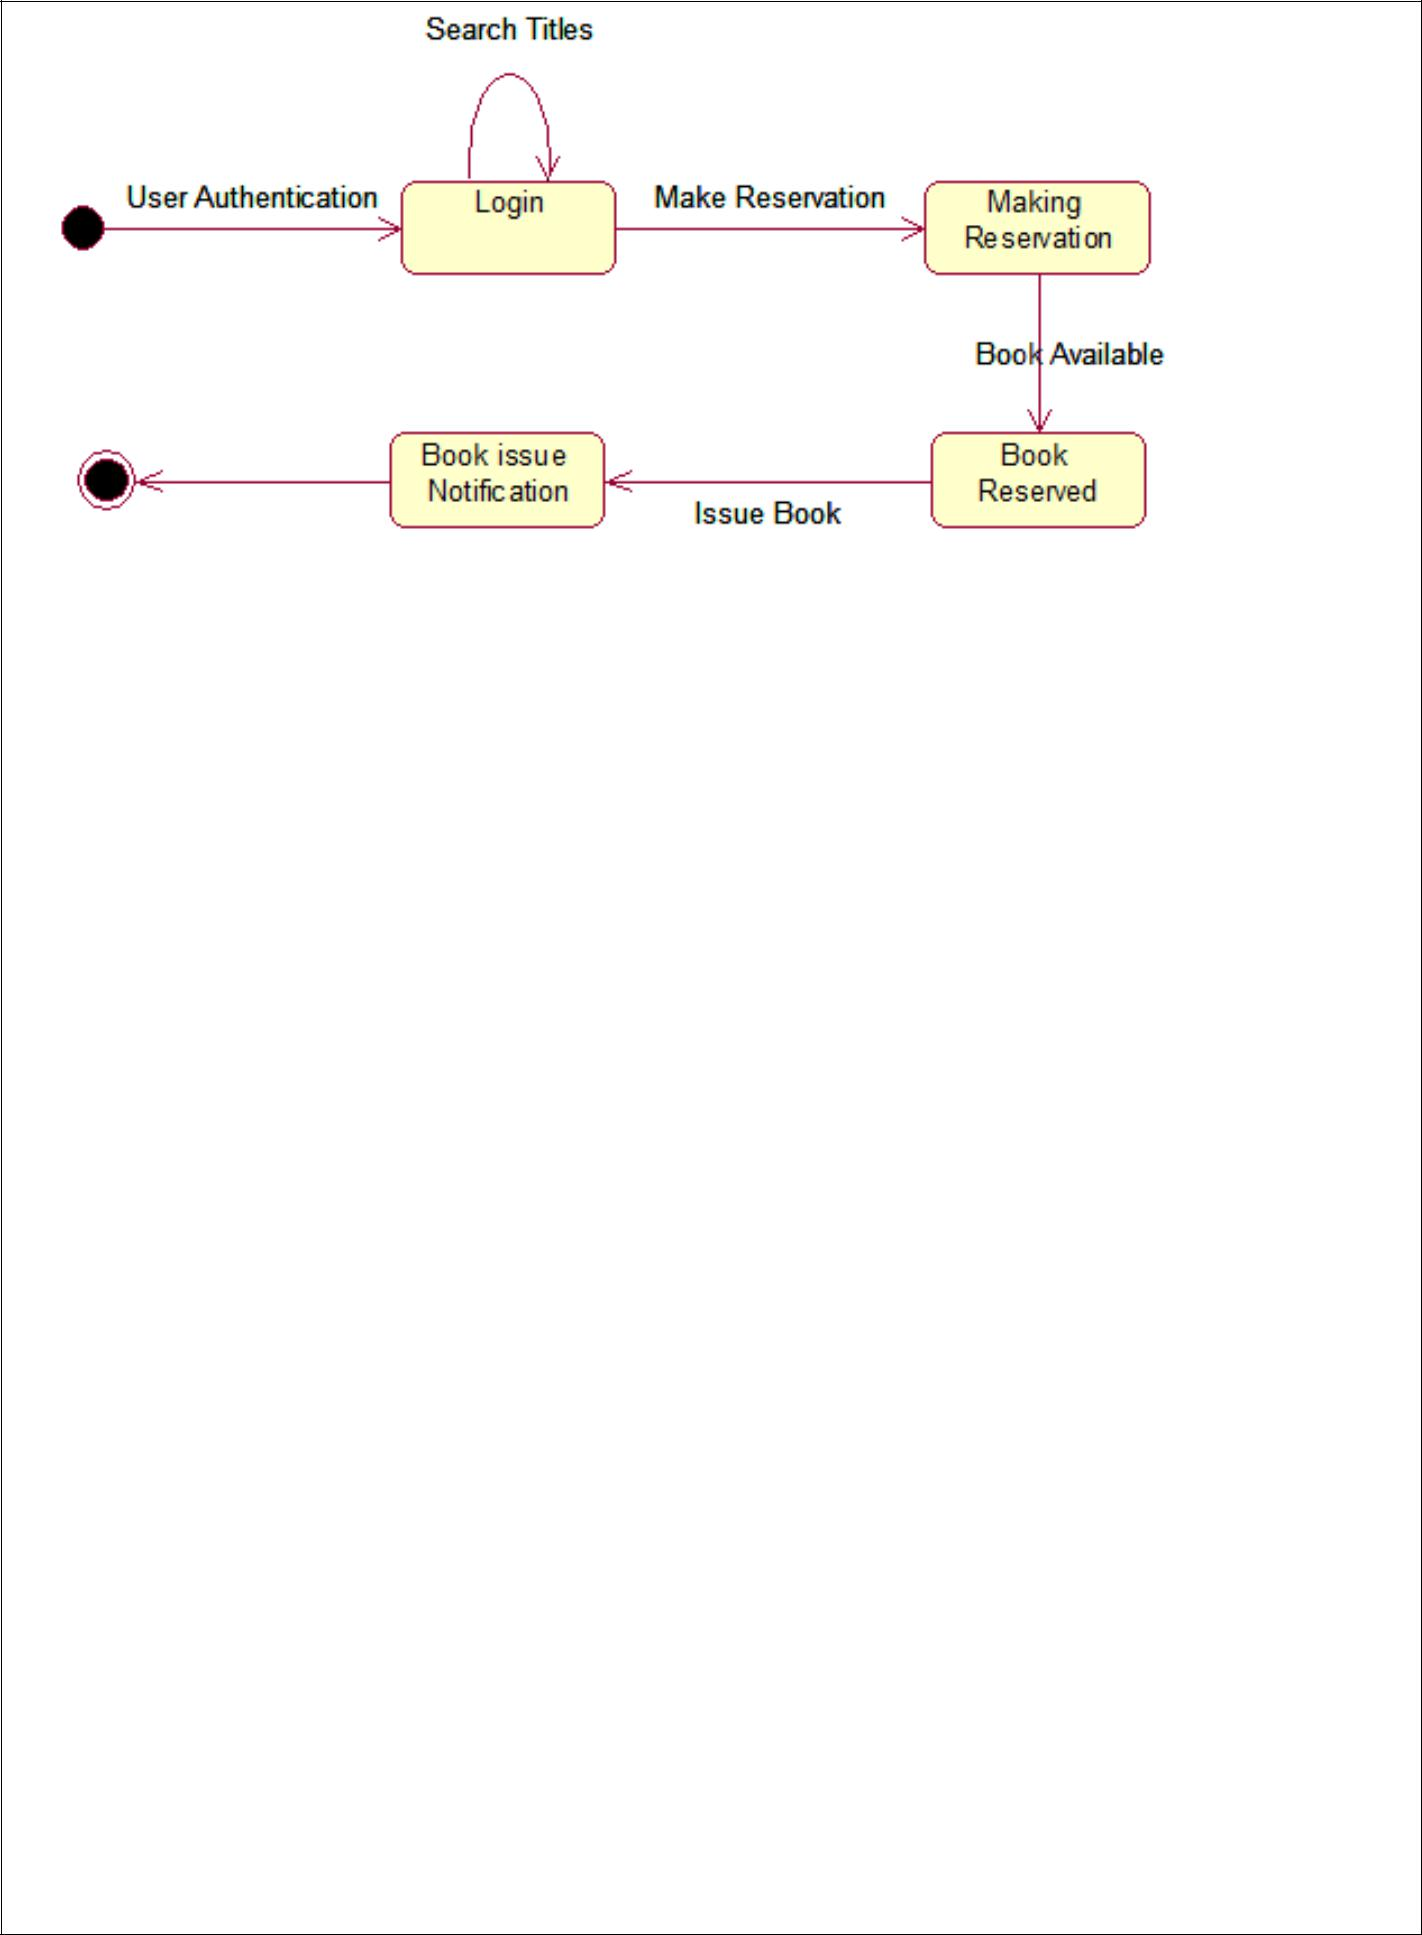 Search Titles
User Authentication
Login
Make Reservation
Making
Reservation
Book Available
Book issue
Notification
Book
Reserved
Issue Book